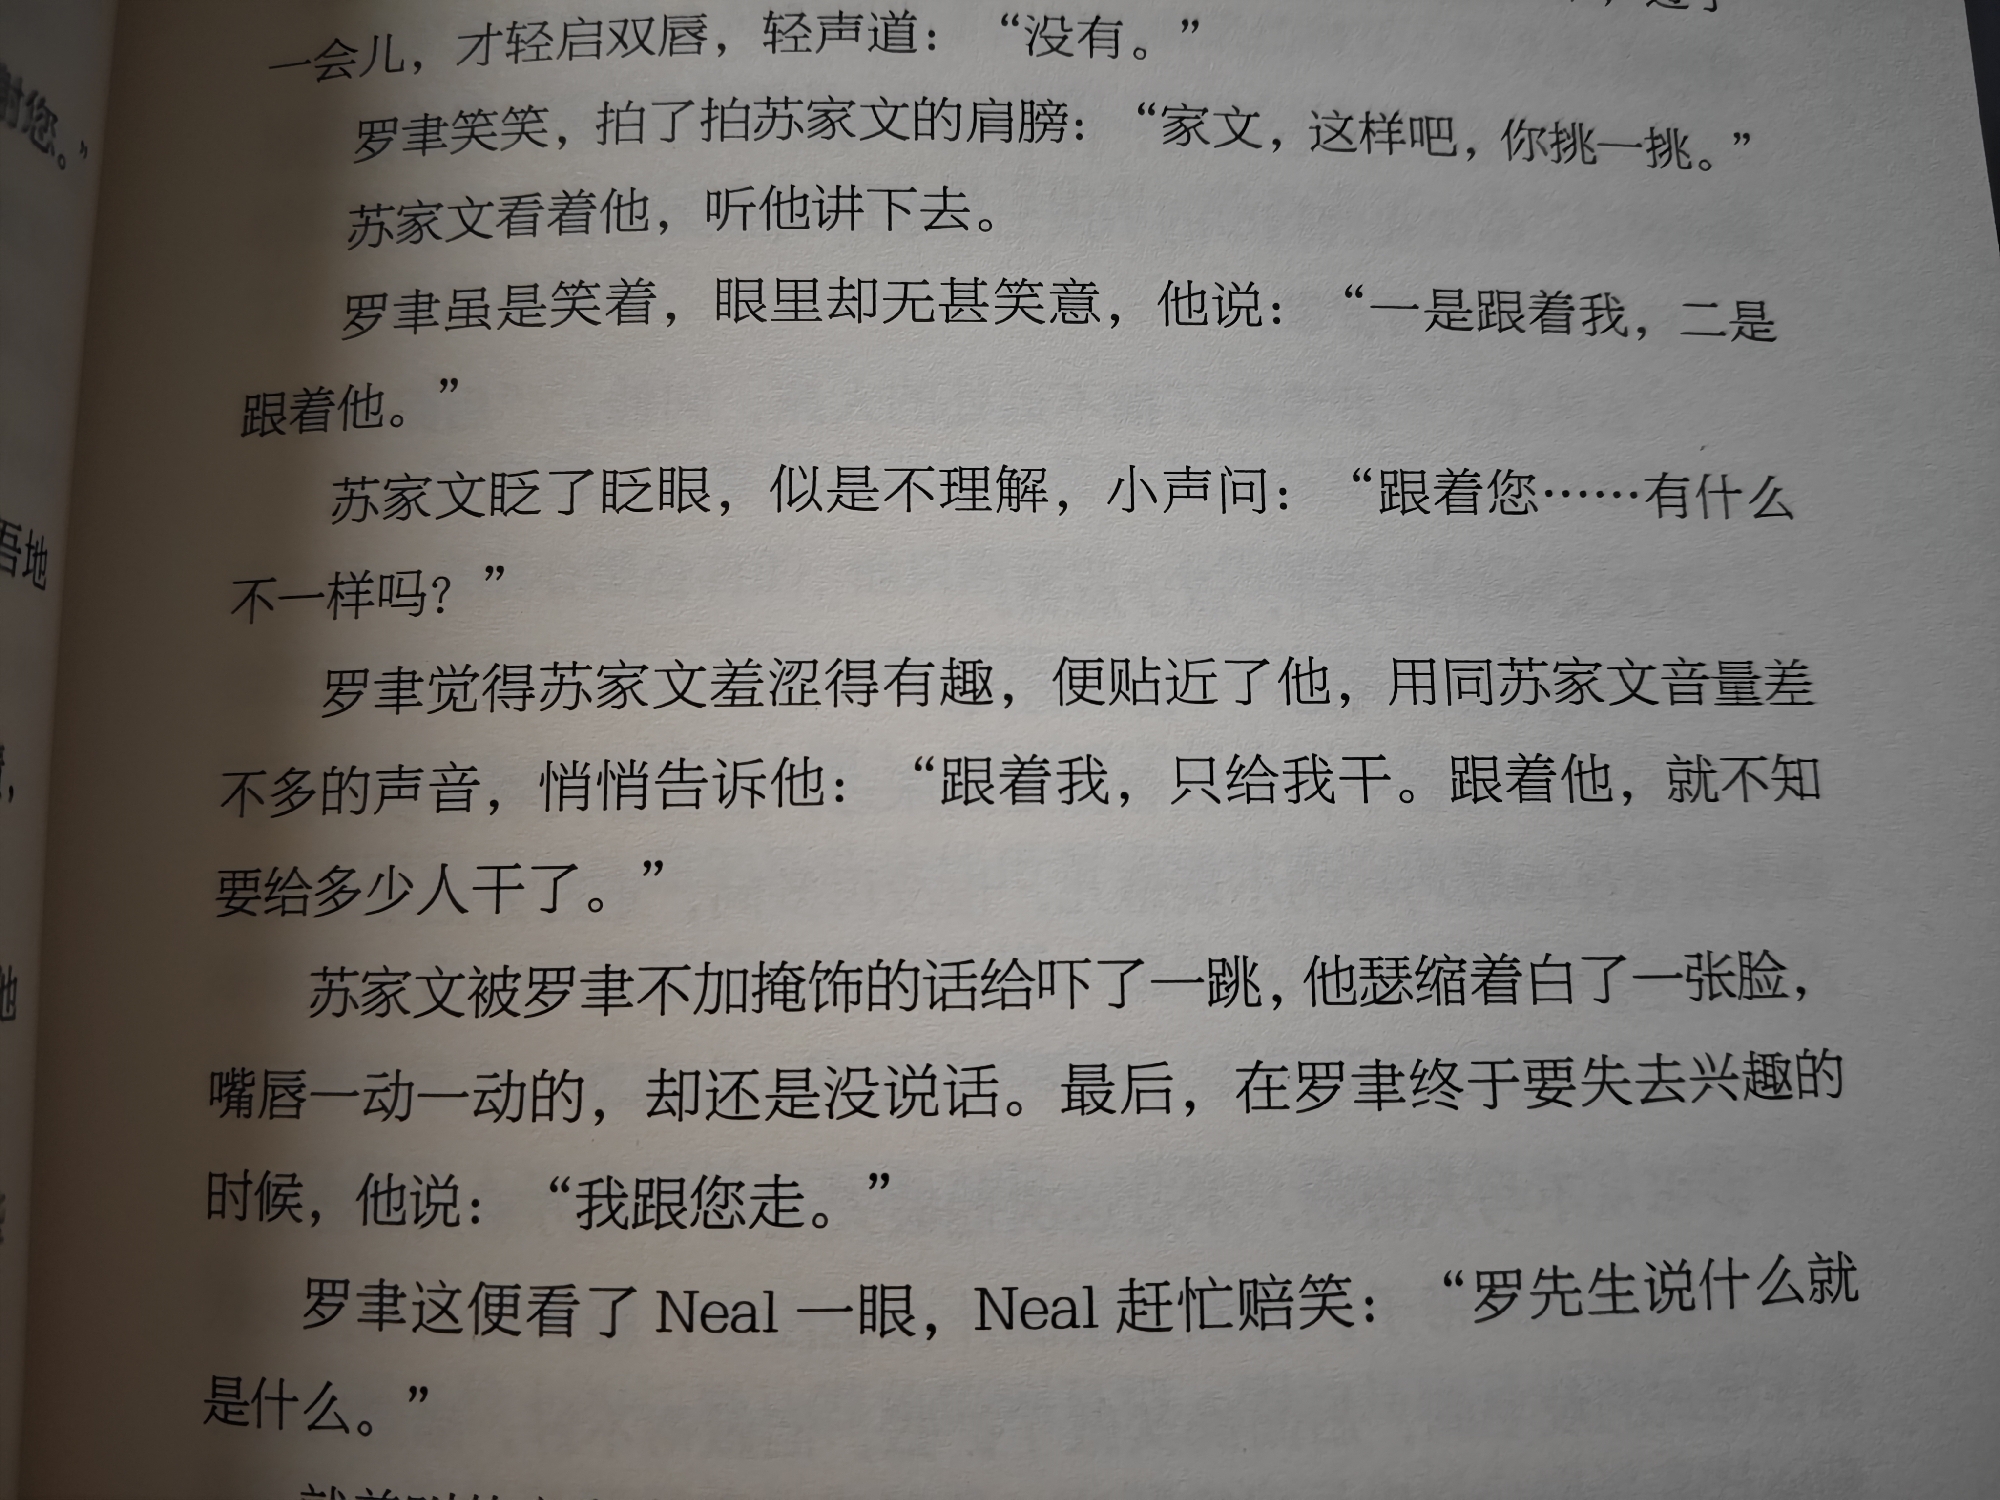 一会儿，才轻启双唇，轻声道：“没有。”
罗聿笑笑，拍了拍苏家文的肩膀：“家文，这样吧，你挑一挑。”
苏家文看着他，听他讲下去。
罗聿虽是笑着，眼里却无甚笑意，他说：“一是跟着我，二是
跟着他。”
苏家文眨了眨眼，似是不理解，小声问：“跟着您……有什么
不一样吗？”
罗聿觉得苏家文羞涩得有趣，便贴近了他，用同苏家文音量差
不多的声音，悄悄告诉他：“跟着我，只给我干。跟着他，就不知
要给多少人干了。”
苏家文被罗聿不加掩饰的话给吓了一跳，他瑟缩着白了一张脸，
嘴唇一动一动的，却还是没说话。最后，在罗聿终于要失去兴趣的
时候，他说：“我跟您走。”
罗聿这便看了 Neal 一眼，Neal 赶忙赔笑：“罗先生说什么就
是什么。”
谢您。”
吾地
他